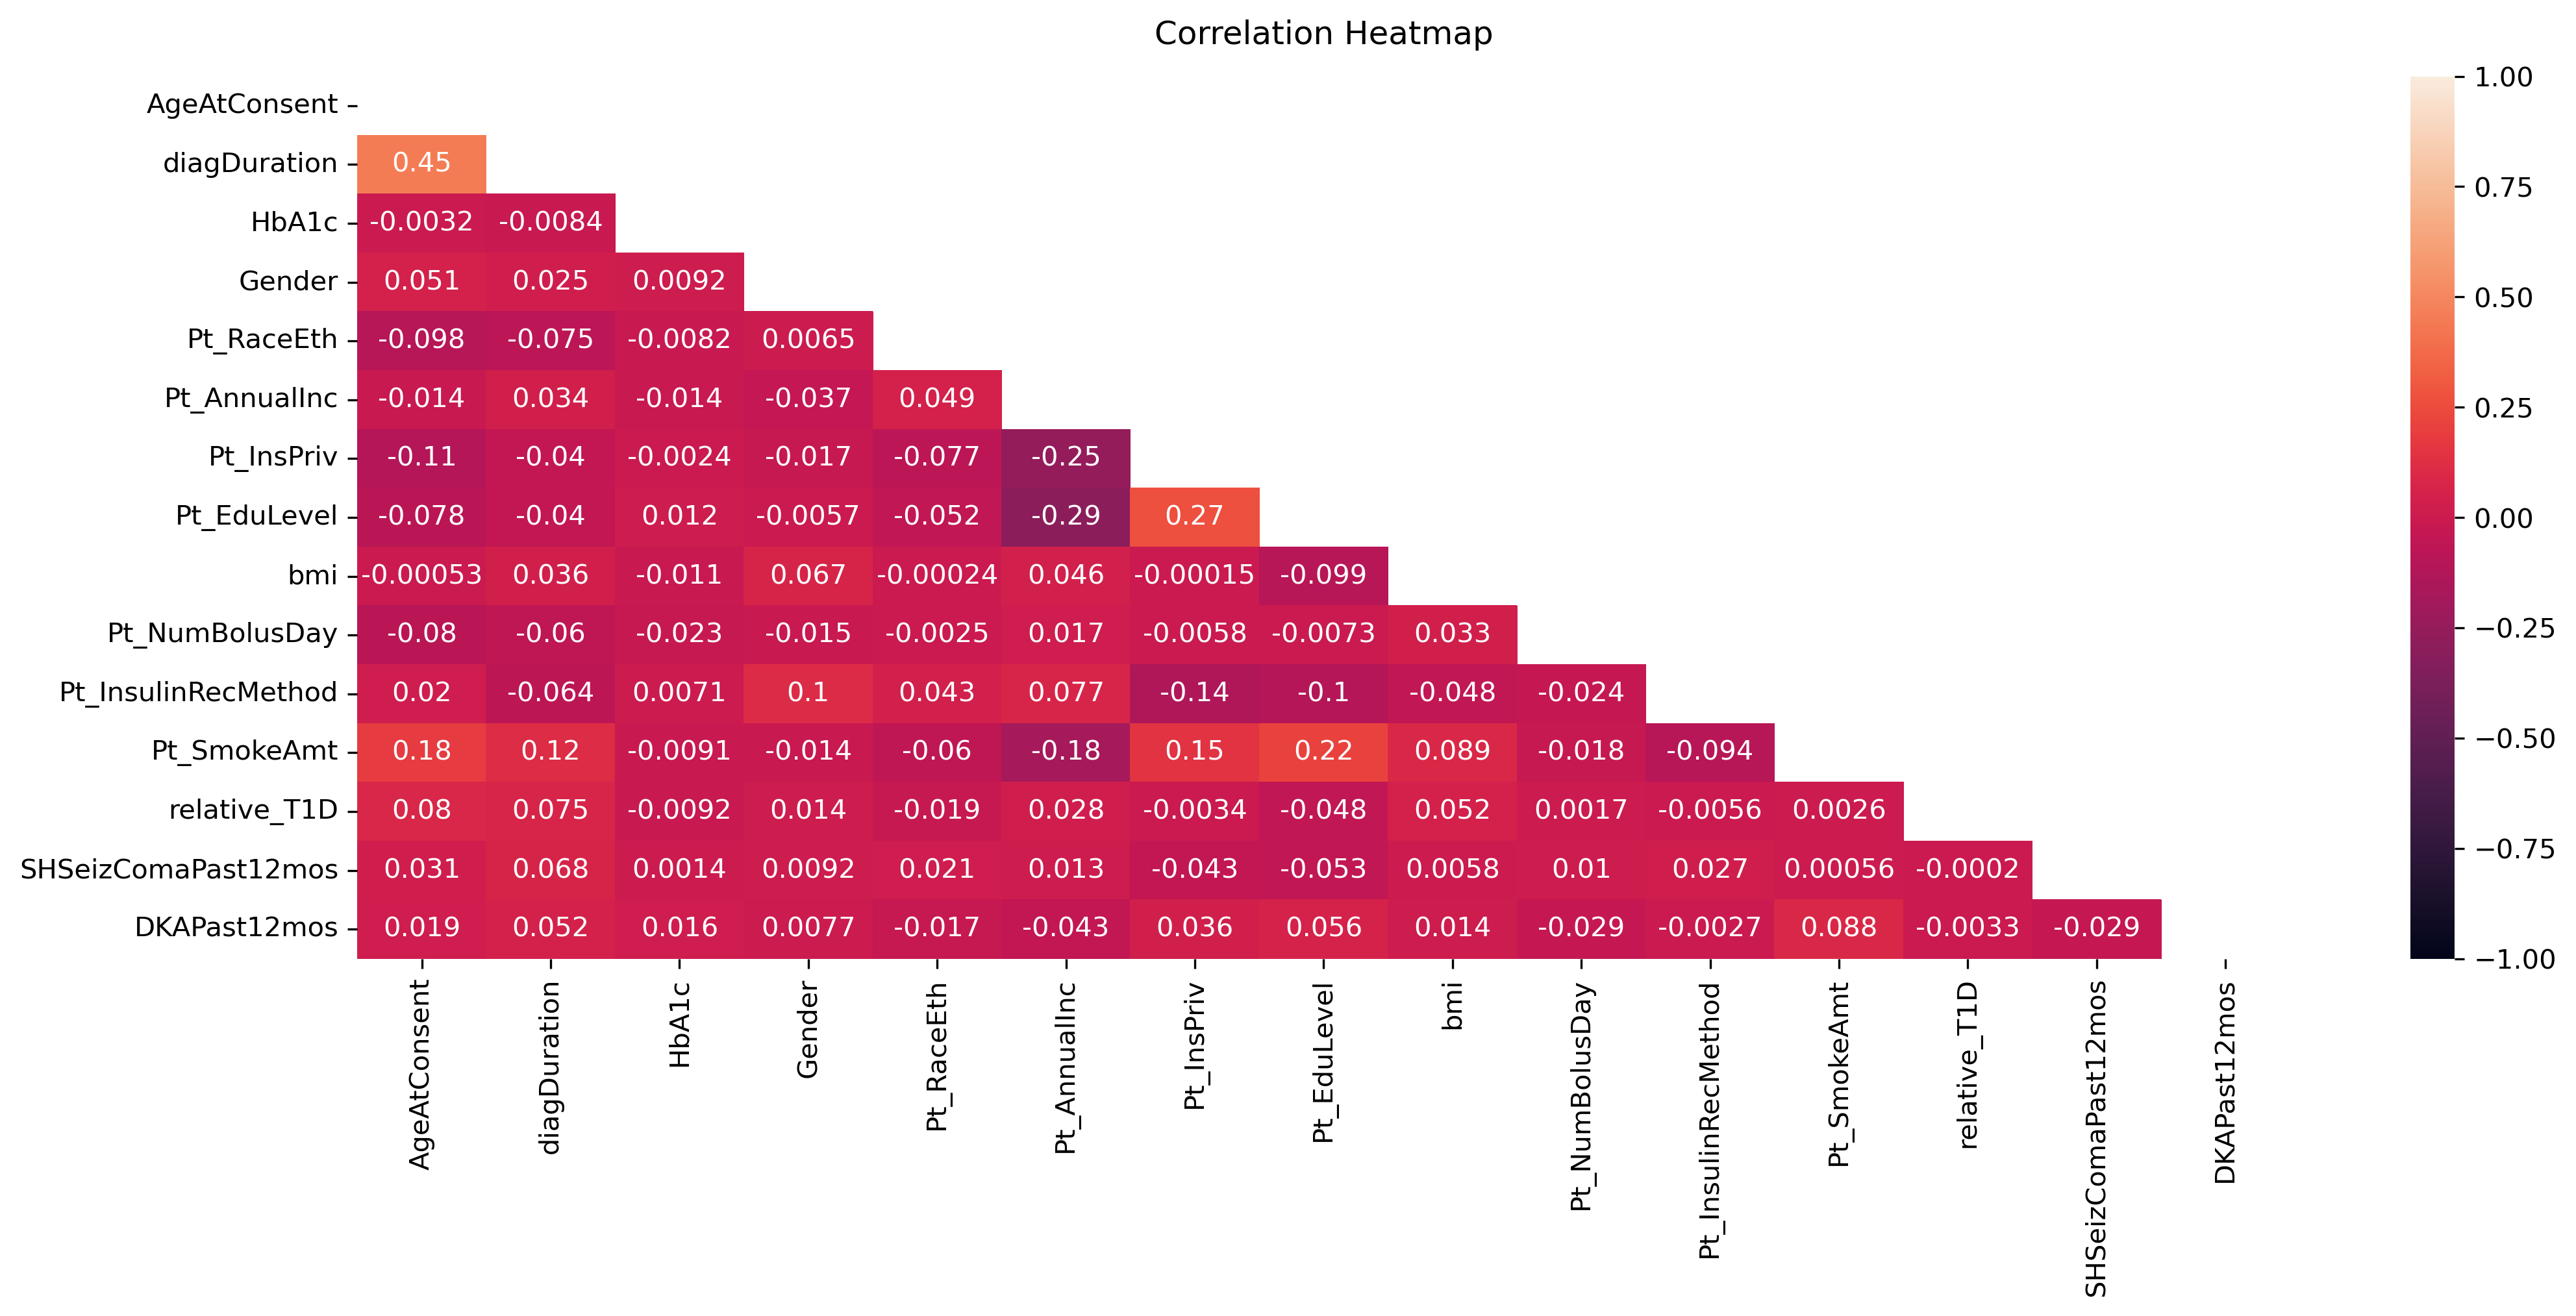 Correlation Heatmap
AgeAtConsent
diagDuration 0.45
HbA1c -0.0032 -0.0084
Gender 0.051 0.025 0.0092
Pt_RaceEth -0.098 -0.075 -0.0082 0.0065
Pt_AnnualInc -0.014 0.034 -0.014 -0.037 0.049
Pt_InsPriv -0.11 -0.04 -0.0024 -0.017 -0.077 -0.25
Pt_EduLevel -0.078 -0.04 0.012 -0.0057 -0.052 -0.29 0.27
bmi -0.00053 0.036 -0.011 0.067 -0.00024 0.046 -0.00015 -0.099
Pt_NumBolusDay -0.08 -0.06 -0.023 -0.015 -0.0025 0.017 -0.0058 -0.0073 0.033
Pt_InsulinRecMethod 0.02 -0.064 0.0071 0.1 0.043 0.077 -0.14 -0.1 -0.048 -0.024
Pt_SmokeAmt 0.18 0.12 -0.0091 -0.014 -0.06 -0.18 0.15 0.22 0.089 -0.018 -0.094
relative_T1D 0.08 0.075 -0.0092 0.014 -0.019 0.028 -0.0034 -0.048 0.052 0.0017 -0.0056 0.0026
SHSeizComaPast12mos 0.031 0.068 0.0014 0.0092 0.021 0.013 -0.043 -0.053 0.0058 0.01 0.027 0.00056 -0.0002
DKAPast12mos 0.019 0.052 0.016 0.0077 -0.017 -0.043 0.036 0.056 0.014 -0.029 -0.0027 0.088 -0.0033 -0.029
AgeAtConsent
diagDuration
HbA1c
Gender
Pt_RaceEth
Pt_AnnualInc
Pt_InsPriv
Pt_EduLevel
bmi
Pt_NumBolusDay
Pt_InsulinRecMethod
Pt_SmokeAmt
relative_T1D
SHSeizComaPast12mos
DKAPast12mos
1.00
0.75
0.50
0.25
0.00
−0.25
−0.50
−0.75
−1.00